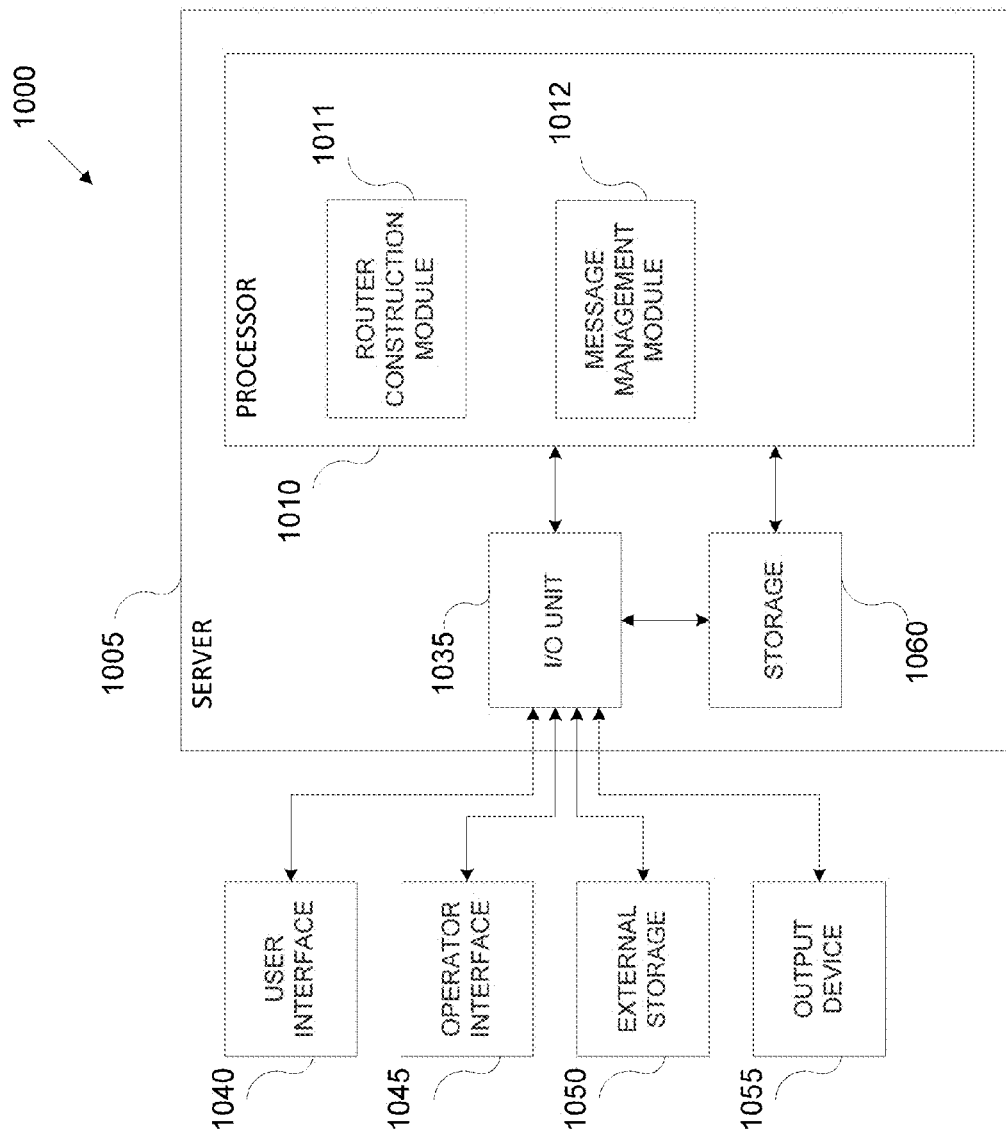 1000
1005
SERVER
PROCESSOR
1010
ROUTER
CONSTRUCTION
MODULE
1011
MESSAGE
MANAGEMENT
MODULE
1012
1035
I/O UNIT
STORAGE
1060
USER
INTERFACE
1040
OPERATOR
INTERFACE
1045
EXTERNAL
STORAGE
1050
OUTPUT
DEVICE
1055